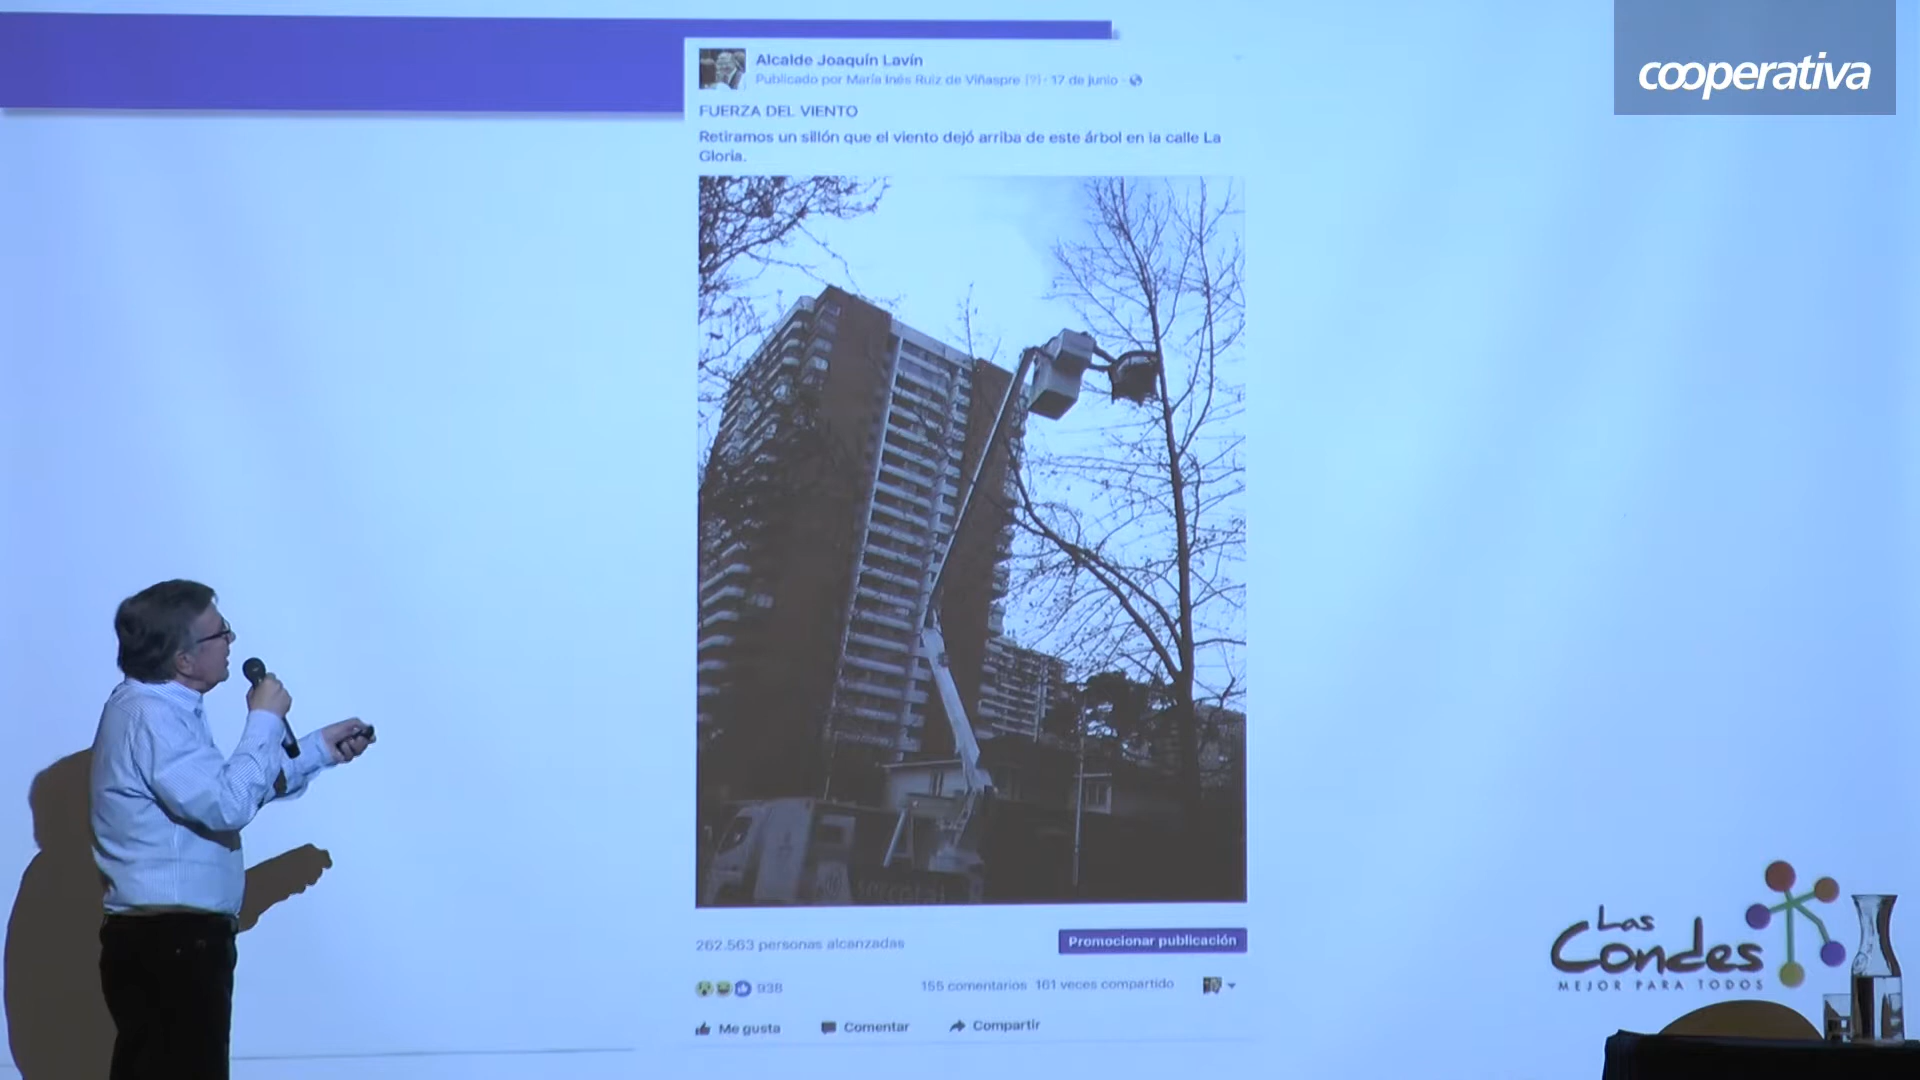 cooperativa
Alcalde Joaquín Lavín
Publicado por María Inés Ruiz de Viñaspre [?] · 17 de junio ·
FUERZA DEL VIENTO
Retiramos un sillón que el viento dejó arriba de este árbol en la calle La
Gloria.
262.563 personas alcanzadas
Promocionar publicación
938
155 comentarios 161 veces compartido
Me gusta Comentar Compartir
Las
Condes
MEJOR PARA TODOS